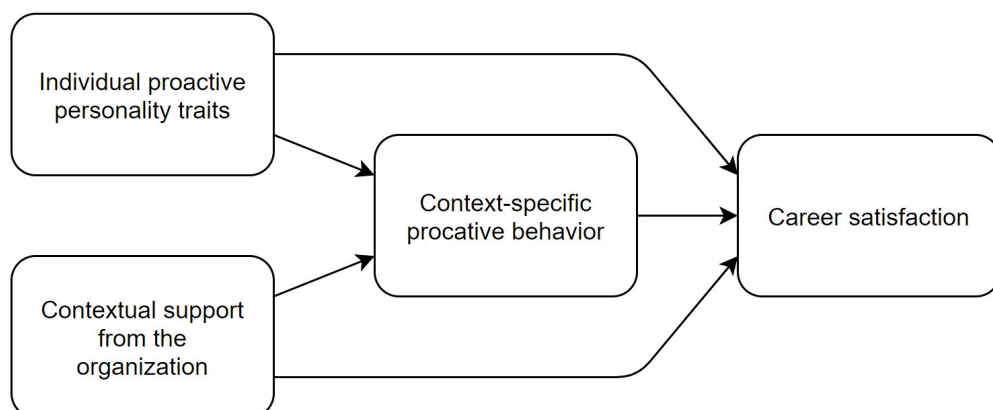 Individual proactive
personality traits
Context-specific
procative behavior
Career satisfaction
Contextual support
from the
organization